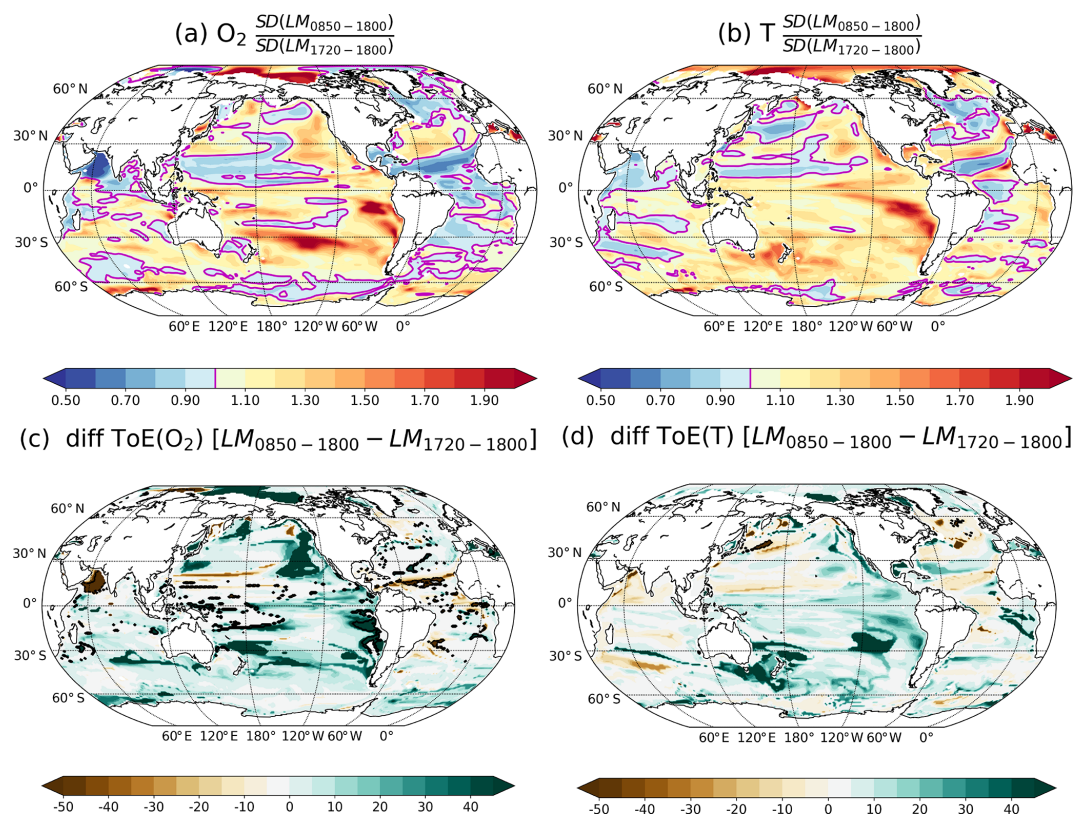 (a) O₂ SD(LM₀₈₅₀₋₁₈₀₀) / SD(LM₁₇₂₀₋₁₈₀₀)
(b) T SD(LM₀₈₅₀₋₁₈₀₀) / SD(LM₁₇₂₀₋₁₈₀₀)
60°N
30°N
0°
30°S
60°S
60°E 120°E 180° 120°W 60°W 0°
60°N
30°N
0°
30°S
60°S
60°E 120°E 180° 120°W 60°W 0°
0.50 0.70 0.90 1.10 1.30 1.50 1.70 1.90
0.50 0.70 0.90 1.10 1.30 1.50 1.70 1.90
(c) diff ToE(O₂) [LM₀₈₅₀₋₁₈₀₀ − LM₁₇₂₀₋₁₈₀₀]
(d) diff ToE(T) [LM₀₈₅₀₋₁₈₀₀ − LM₁₇₂₀₋₁₈₀₀]
60°N
30°N
0°
30°S
60°S
60°E 120°E 180° 120°W 60°W 0°
60°N
30°N
0°
30°S
60°S
60°E 120°E 180° 120°W 60°W 0°
-50 -40 -30 -20 -10 0 10 20 30 40
-50 -40 -30 -20 -10 0 10 20 30 40